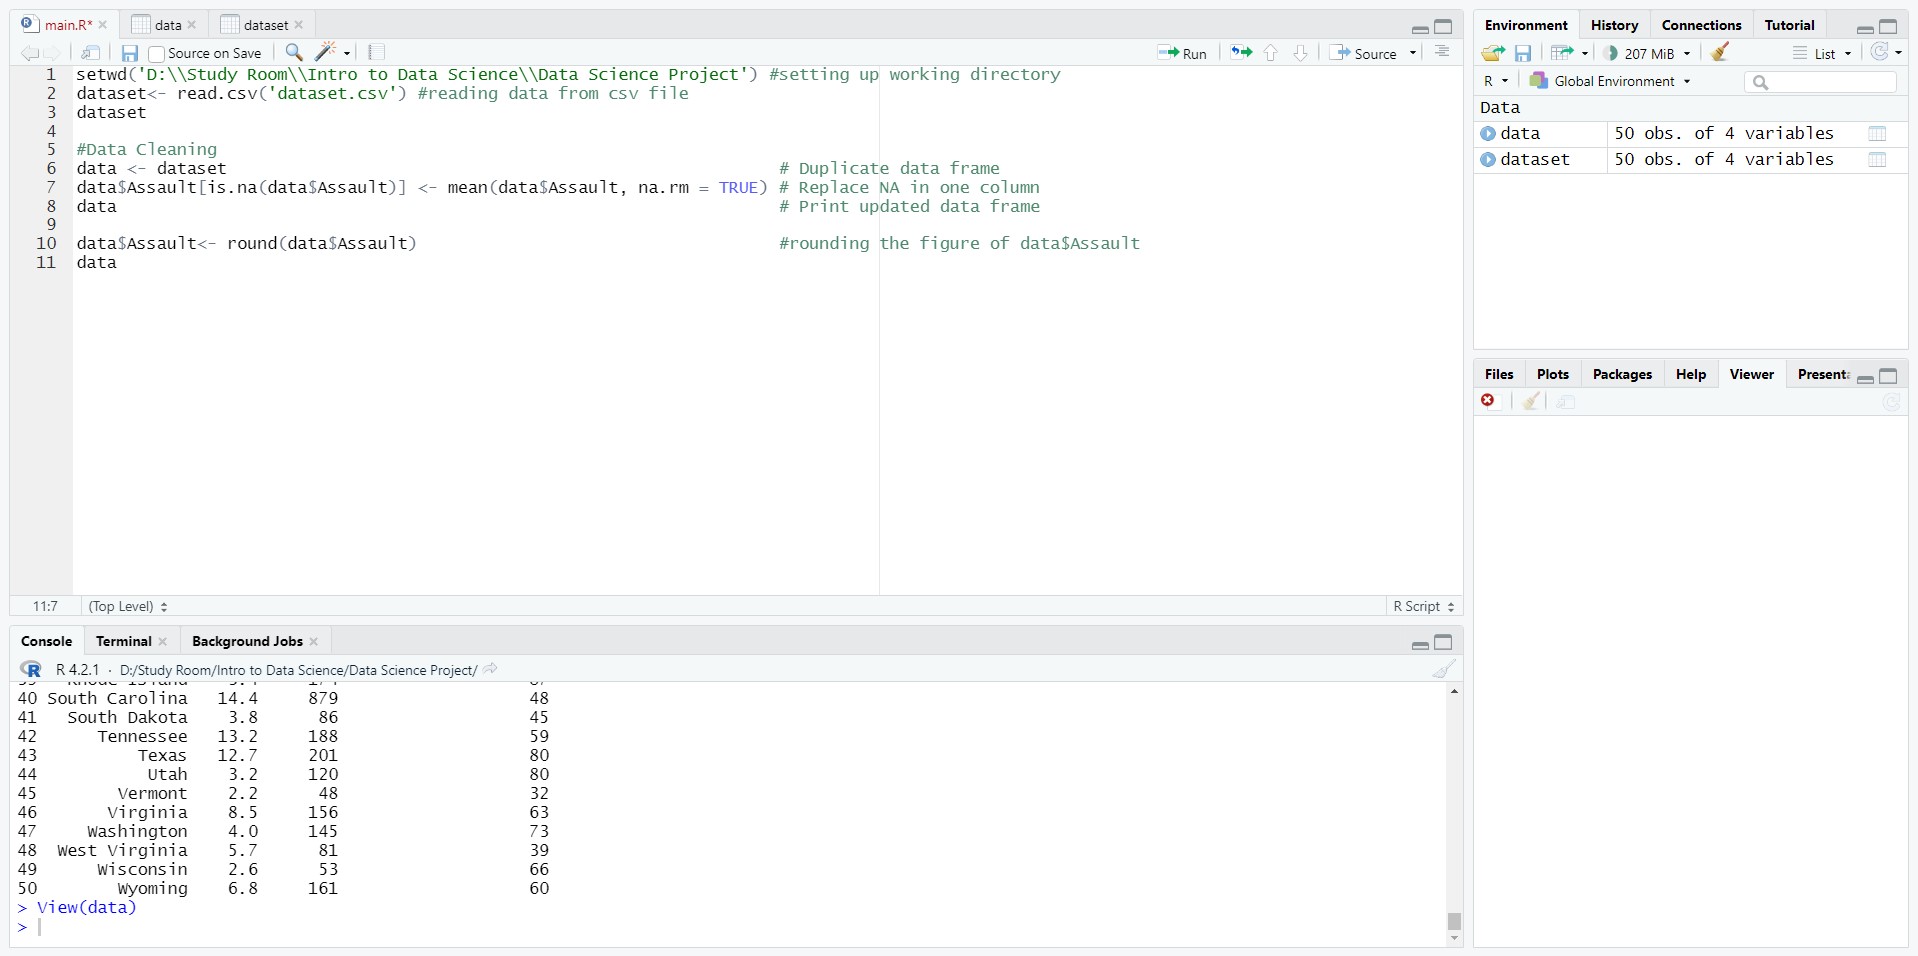 main.R*
data
dataset
Source on Save
Run
Source
1 setwd('D:\\Study Room\\Intro to Data Science\\Data Science Project') #setting up working directory
2 dataset<- read.csv('dataset.csv') #reading data from csv file
3 dataset
4
5 #Data Cleaning
6 data <- dataset # Duplicate data frame
7 data$Assault[is.na(data$Assault)] <- mean(data$Assault, na.rm = TRUE) # Replace NA in one column
8 data # Print updated data frame
9
10 data$Assault<- round(data$Assault) #rounding the figure of data$Assault
11 data
11:7 (Top Level) R Script
Console Terminal Background Jobs
R 4.2.1 · D:/Study Room/Intro to Data Science/Data Science Project/
40 South Carolina 14.4 879 48
41 South Dakota 3.8 86 45
42 Tennessee 13.2 188 59
43 Texas 12.7 201 80
44 Utah 3.2 120 80
45 Vermont 2.2 48 32
46 Virginia 8.5 156 63
47 Washington 4.0 145 73
48 West Virginia 5.7 81 39
49 Wisconsin 2.6 53 66
50 Wyoming 6.8 161 60
> View(data)
>
Environment History Connections Tutorial
207 MiB List
R Global Environment
Data
data 50 obs. of 4 variables
dataset 50 obs. of 4 variables
Files Plots Packages Help Viewer Present